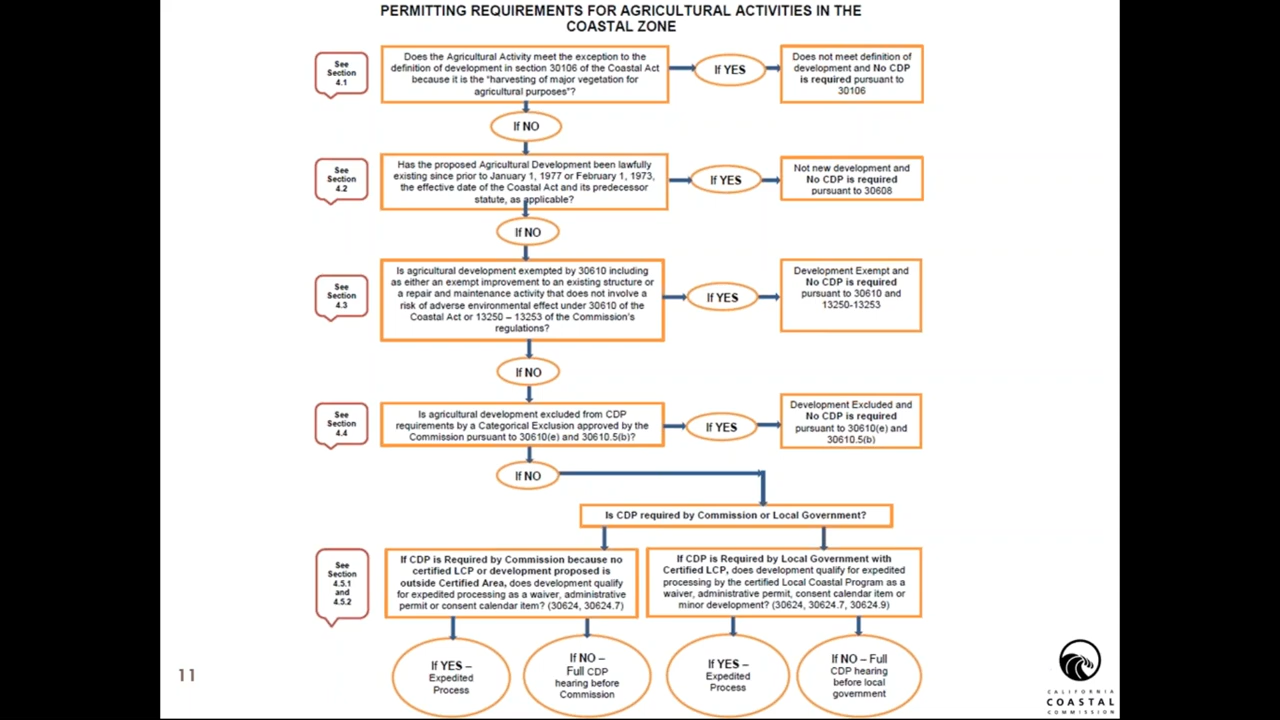 PERMITTING REQUIREMENTS FOR AGRICULTURAL ACTIVITIES IN THE
COASTAL ZONE
See
Section
4.1
Does the Agricultural Activity meet the exception to the
definition of development in section 30106 of the Coastal Act
because it is the "harvesting of major vegetation for
agricultural purposes"?
If YES
Does not meet definition of
development and No CDP
is required pursuant to
30106
If NO
See
Section
4.2
Has the proposed Agricultural Development been lawfully
existing since prior to January 1, 1977 or February 1, 1973,
the effective date of the Coastal Act and its predecessor
statute, as applicable?
If YES
Not new development and
No CDP is required
pursuant to 30608
If NO
See
Section
4.3
Is agricultural development exempted by 30610 including
as either an exempt improvement to an existing structure or
a repair and maintenance activity that does not involve a
risk of adverse environmental effect under 30610 of the
Coastal Act or 13250 – 13253 of the Commission's
regulations?
If YES
Development Exempt and
No CDP is required
pursuant to 30610 and
13250-13253
If NO
See
Section
4.4
Is agricultural development excluded from CDP
requirements by a Categorical Exclusion approved by the
Commission pursuant to 30610(e) and 30610.5(b)?
If YES
Development Excluded and
No CDP is required
pursuant to 30610(e) and
30610.5(b)
If NO
Is CDP required by Commission or Local Government?
See
Section
4.5.1
and
4.5.2
If CDP is Required by Commission because no
certified LCP or development proposed is
outside Certified Area, does development qualify
for expedited processing as a waiver, administrative
permit or consent calendar item? (30624, 30624.7)
If CDP is Required by Local Government with
Certified LCP, does development qualify for expedited
processing by the certified Local Coastal Program as a
waiver, administrative permit, consent calendar item or
minor development? (30624, 30624.7, 30624.9)
If YES –
Expedited
Process
If NO –
Full CDP
hearing before
Commission
If YES –
Expedited
Process
If NO – Full
CDP hearing
before local
government
11
CALIFORNIA
COASTAL
COMMISSION